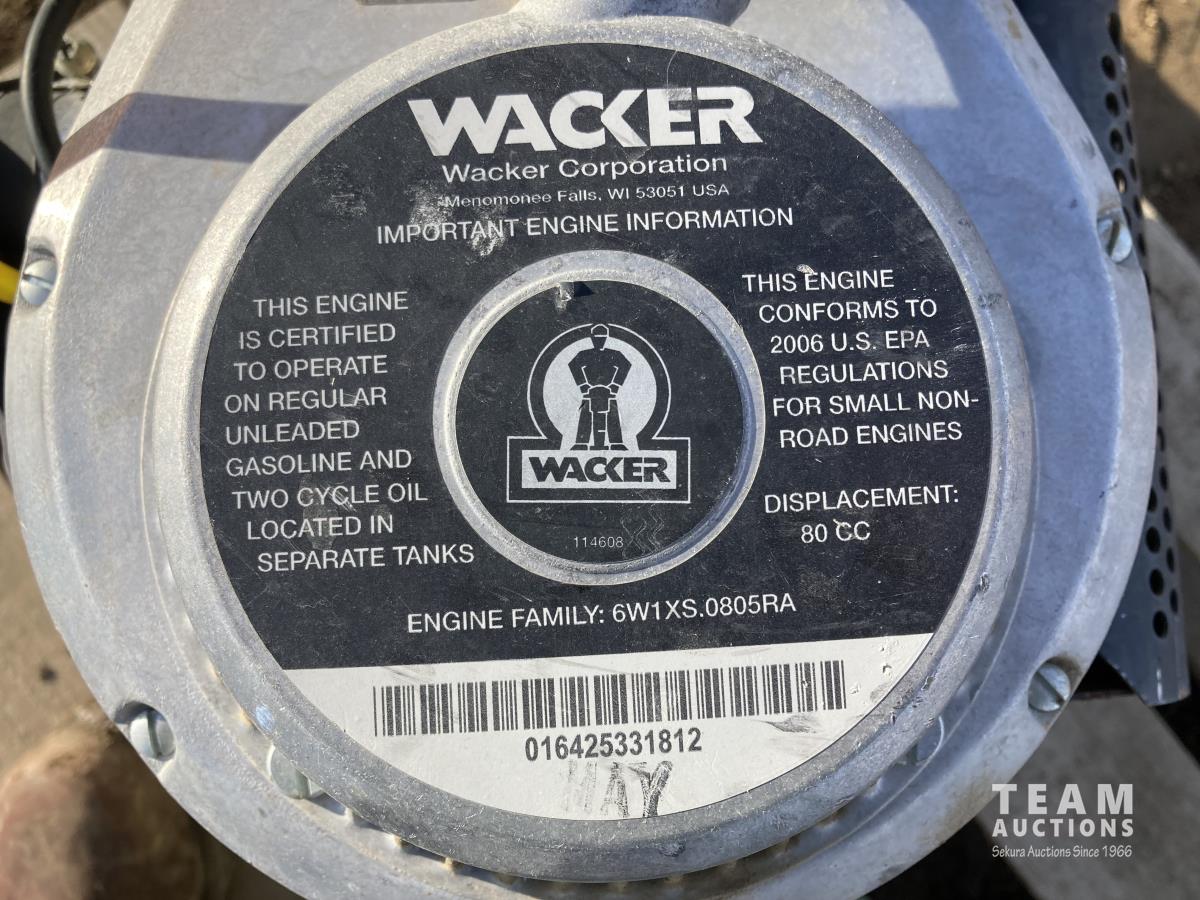 WACKER
Wacker Corporation
Menomonee Falls, WI 53051 USA
IMPORTANT ENGINE INFORMATION
THIS ENGINE
IS CERTIFIED
TO OPERATE
ON REGULAR
UNLEADED
GASOLINE AND
TWO CYCLE OIL
LOCATED IN
SEPARATE TANKS
WACKER
114608
THIS ENGINE
CONFORMS TO
2006 U.S. EPA
REGULATIONS
FOR SMALL NON-
ROAD ENGINES
DISPLACEMENT:
80 CC
ENGINE FAMILY: 6W1XS.0805RA
016425331812
MAY
TEAM
AUCTIONS
Sekura Auctions Since 1966